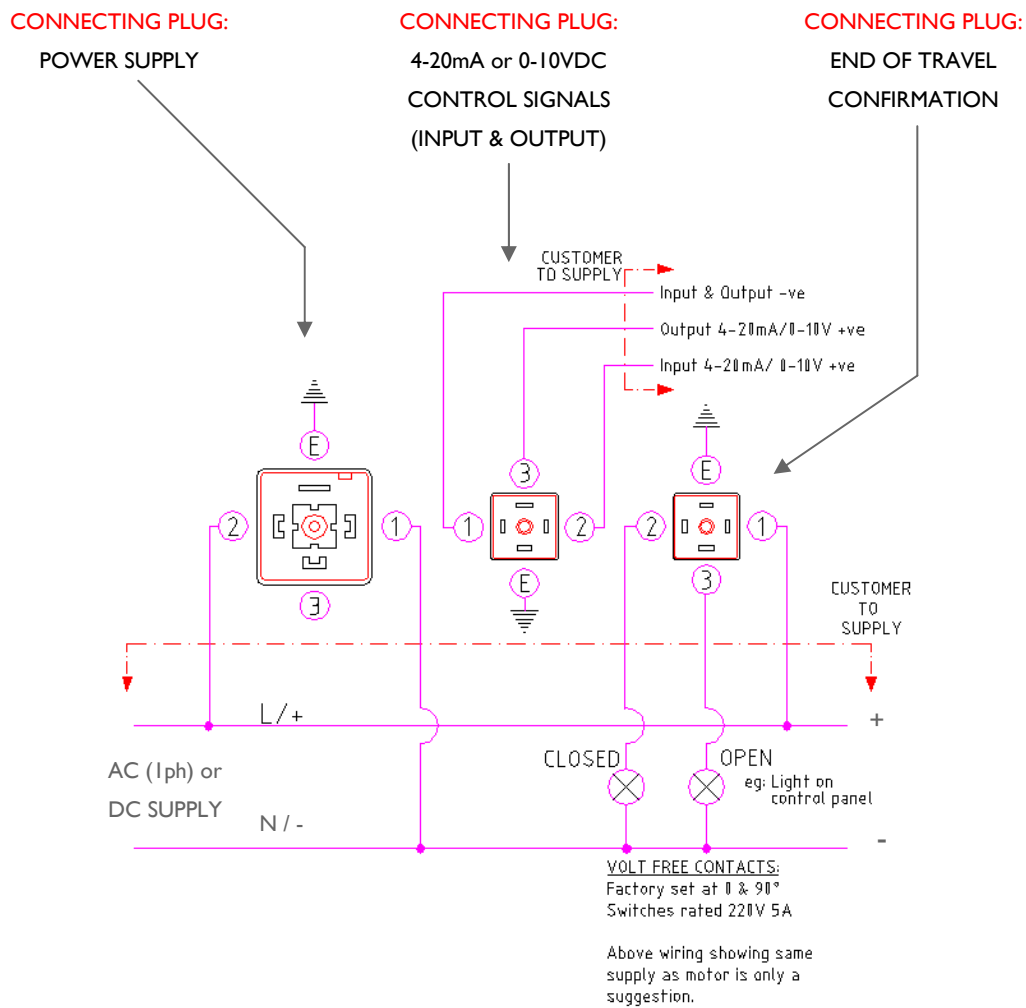 CONNECTING PLUG:
POWER SUPPLY
CONNECTING PLUG:
4-20mA or 0-10VDC
CONTROL SIGNALS
(INPUT & OUTPUT)
CONNECTING PLUG:
END OF TRAVEL
CONFIRMATION
CUSTOMER
TO SUPPLY
Input & Output -ve
Output 4-20mA/0-10V +ve
Input 4-20mA/ 0-10V +ve
E
2
1
3
3
1
2
E
E
2
1
3
CUSTOMER
TO
SUPPLY
L/+
+
AC (1ph) or
DC SUPPLY
N / -
-
CLOSED
OPEN
eg: Light on
control panel
VOLT FREE CONTACTS:
Factory set at 0 & 90°
Switches rated 220V 5A
Above wiring showing same
supply as motor is only a
suggestion.